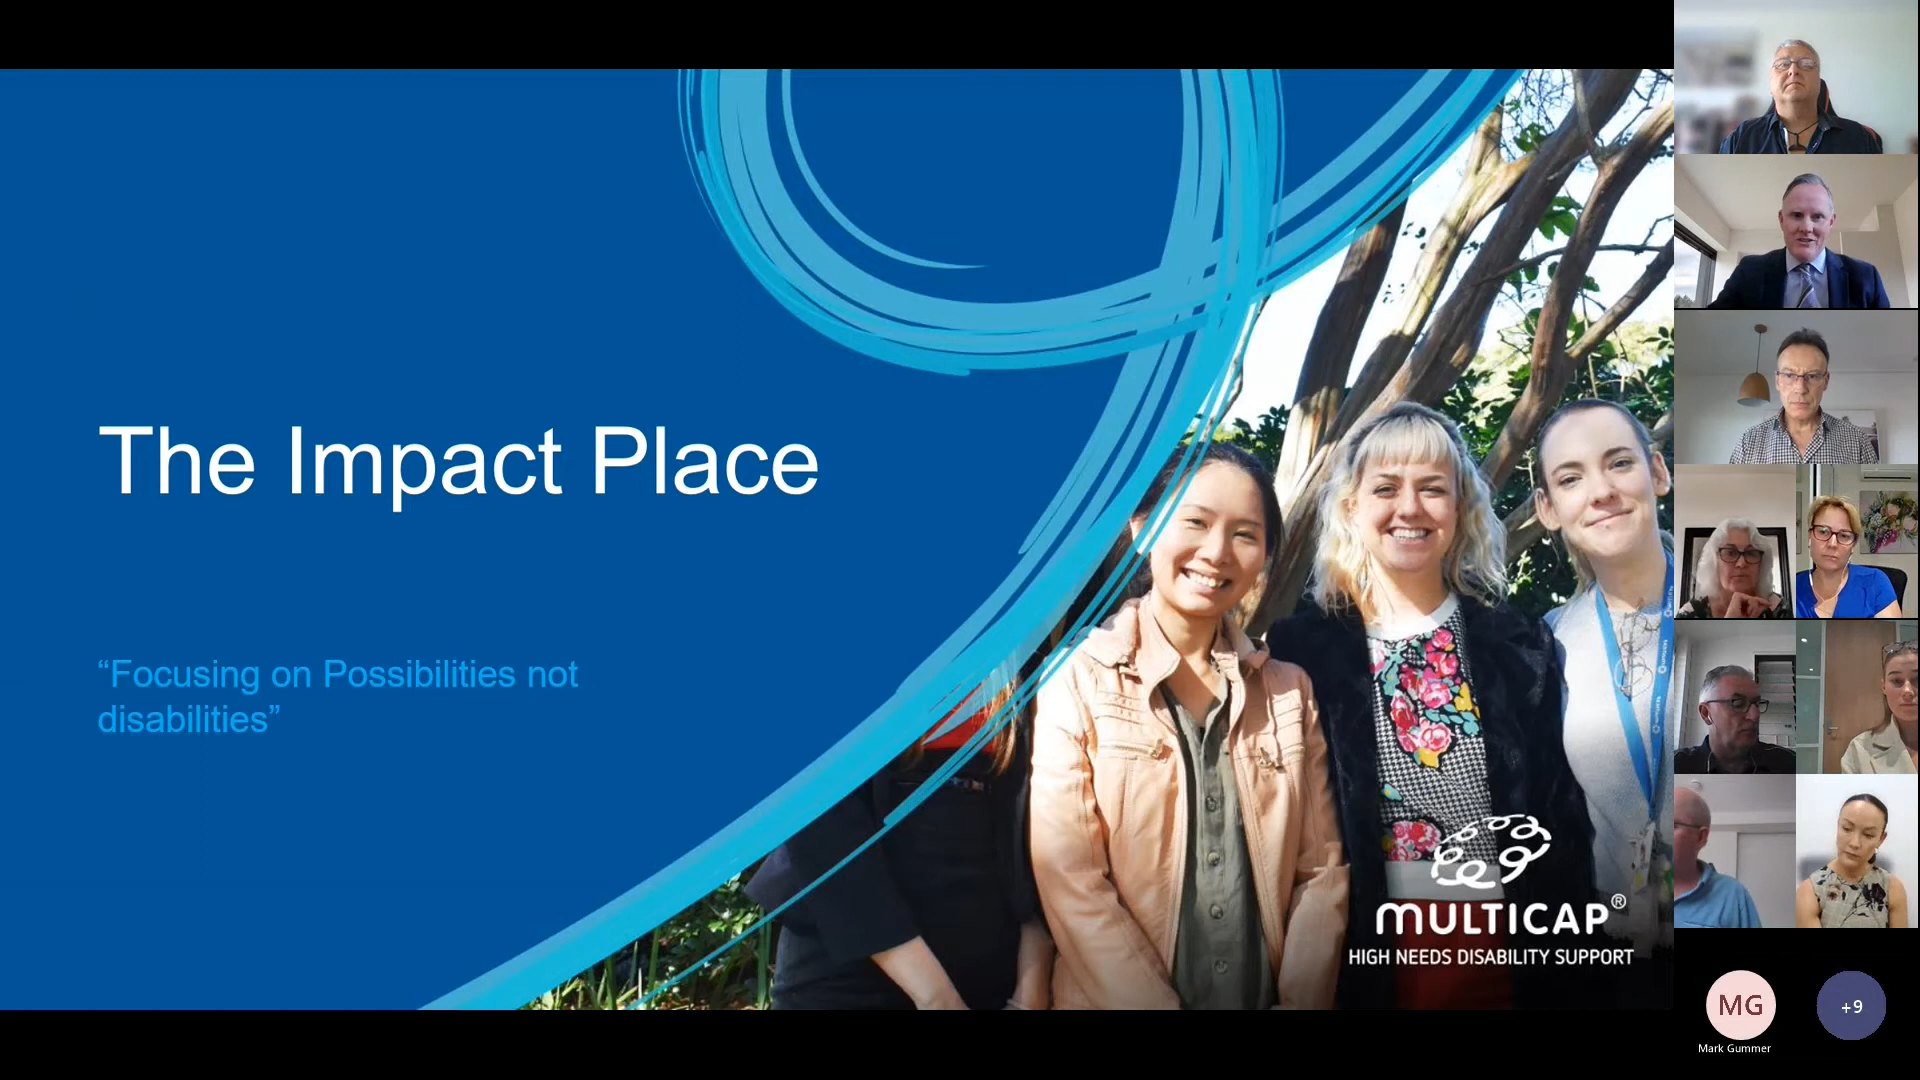 The Impact Place
“Focusing on Possibilities not
disabilities”
MULTICAP®
HIGH NEEDS DISABILITY SUPPORT
MG
+9
Mark Gummer